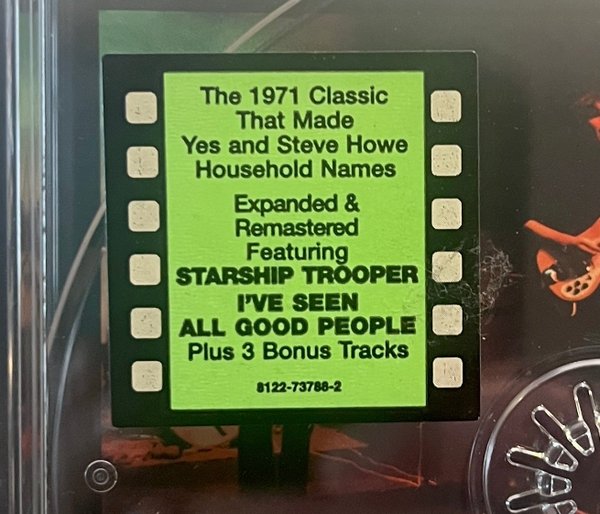 The 1971 Classic
That Made
Yes and Steve Howe
Household Names
Expanded &
Remastered
Featuring
STARSHIP TROOPER
I'VE SEEN
ALL GOOD PEOPLE
Plus 3 Bonus Tracks
8122-73788-2